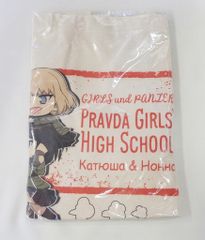 GIRLS und PANZER
PRAVDA GIRLS
HIGH SCHOOL
Катюша & Нонна